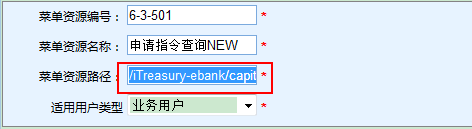 菜单资源编号： 6-3-501 *
菜单资源名称： 申请指令查询NEW *
菜单资源路径： /iTreasury-ebank/capit *
适用用户类型 业务用户 *